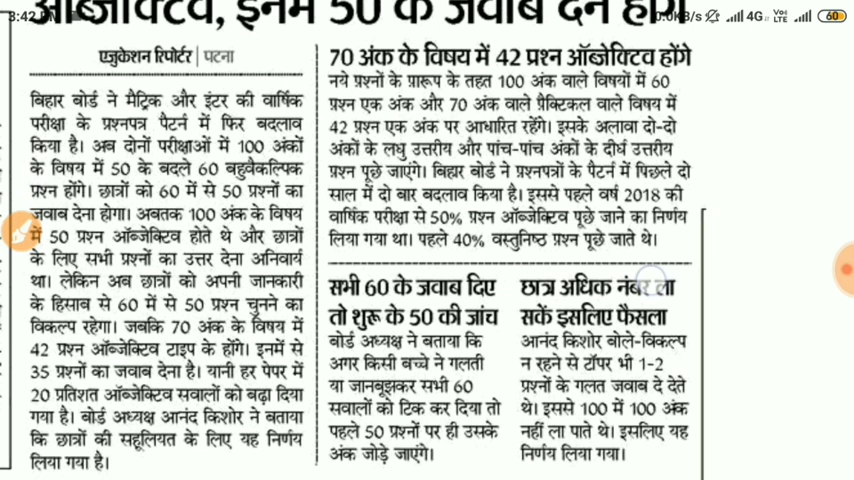 ऑब्जेक्टिव, इनमें 50 के जवाब देने होंगे
3:42 PM
0.0KB/s 4G VoLTE 60
एजुकेशन रिपोर्टर | पटना
बिहार बोर्ड ने मैट्रिक और इंटर की वार्षिक
परीक्षा के प्रश्नपत्र पैटर्न में फिर बदलाव
किया है। अब दोनों परीक्षाओं में 100 अंकों
के विषय में 50 के बदले 60 बहुवैकल्पिक
प्रश्न होंगे। छात्रों को 60 में से 50 प्रश्नों का
जवाब देना होगा। अबतक 100 अंक के विषय
में 50 प्रश्न ऑब्जेक्टिव होते थे और छात्रों
के लिए सभी प्रश्नों का उत्तर देना अनिवार्य
था। लेकिन अब छात्रों को अपनी जानकारी
के हिसाब से 60 में से 50 प्रश्न चुनने का
विकल्प रहेगा। जबकि 70 अंक के विषय में
42 प्रश्न ऑब्जेक्टिव टाइप के होंगे। इनमें से
35 प्रश्नों का जवाब देना है। यानी हर पेपर में
20 प्रतिशत ऑब्जेक्टिव सवालों को बढ़ा दिया
गया है। बोर्ड अध्यक्ष आनंद किशोर ने बताया
कि छात्रों की सहूलियत के लिए यह निर्णय
लिया गया है।
70 अंक के विषय में 42 प्रश्न ऑब्जेक्टिव होंगे
नये प्रश्नों के प्रारूप के तहत 100 अंक वाले विषयों में 60
प्रश्न एक अंक और 70 अंक वाले प्रैक्टिकल वाले विषय में
42 प्रश्न एक अंक पर आधारित रहेंगे। इसके अलावा दो-दो
अंकों के लघु उत्तरीय और पांच-पांच अंकों के दीर्घ उत्तरीय
प्रश्न पूछे जाएंगे। बिहार बोर्ड ने प्रश्नपत्रों के पैटर्न में पिछले दो
साल में दो बार बदलाव किया है। इससे पहले वर्ष 2018 की
वार्षिक परीक्षा से 50% प्रश्न ऑब्जेक्टिव पूछे जाने का निर्णय
लिया गया था। पहले 40% वस्तुनिष्ठ प्रश्न पूछे जाते थे।
सभी 60 के जवाब दिए
तो शुरू के 50 की जांच
बोर्ड अध्यक्ष ने बताया कि
अगर किसी बच्चे ने गलती
या जानबूझकर सभी 60
सवालों को टिक कर दिया तो
पहले 50 प्रश्नों पर ही उसके
अंक जोड़े जाएंगे।
छात्र अधिक नंबर ला
सकें इसलिए फैसला
आनंद किशोर बोले-विकल्प
न रहने से टॉपर भी 1-2
प्रश्नों के गलत जवाब दे देते
थे। इससे 100 में 100 अंक
नहीं ला पाते थे। इसलिए यह
निर्णय लिया गया।